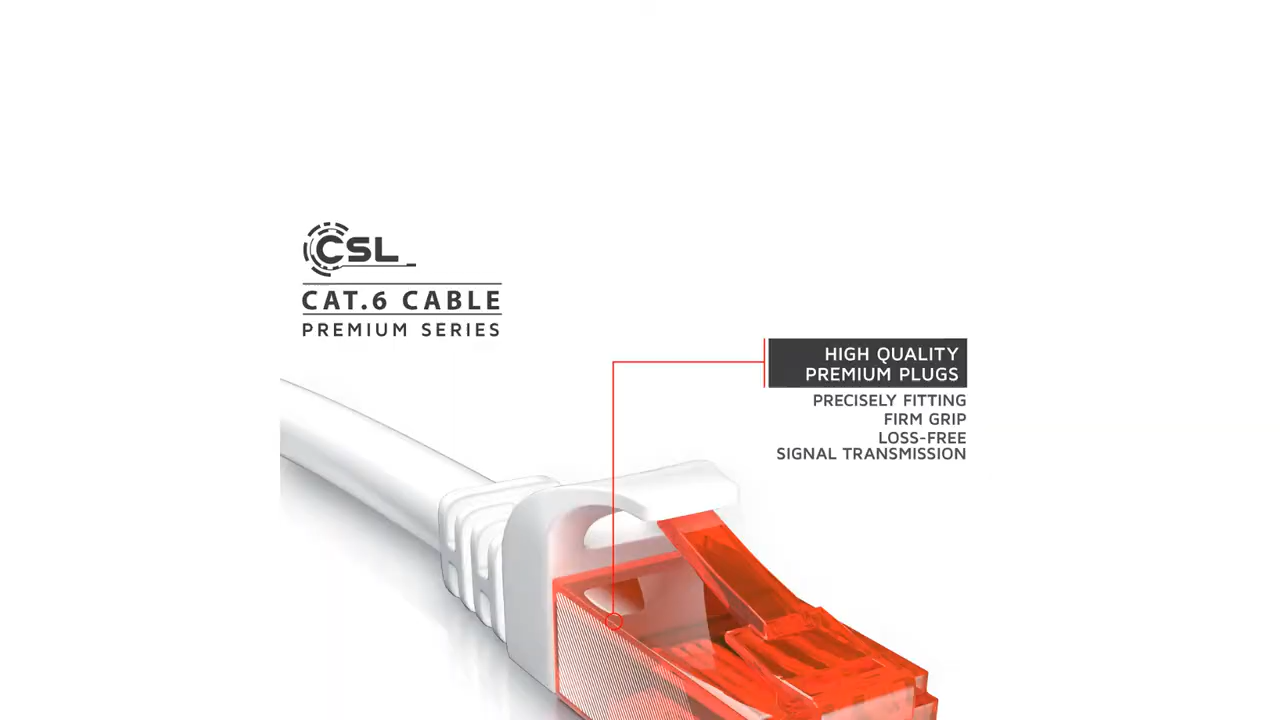 CSL
CAT.6 CABLE
PREMIUM SERIES
HIGH QUALITY
PREMIUM PLUGS
PRECISELY FITTING
FIRM GRIP
LOSS-FREE
SIGNAL TRANSMISSION